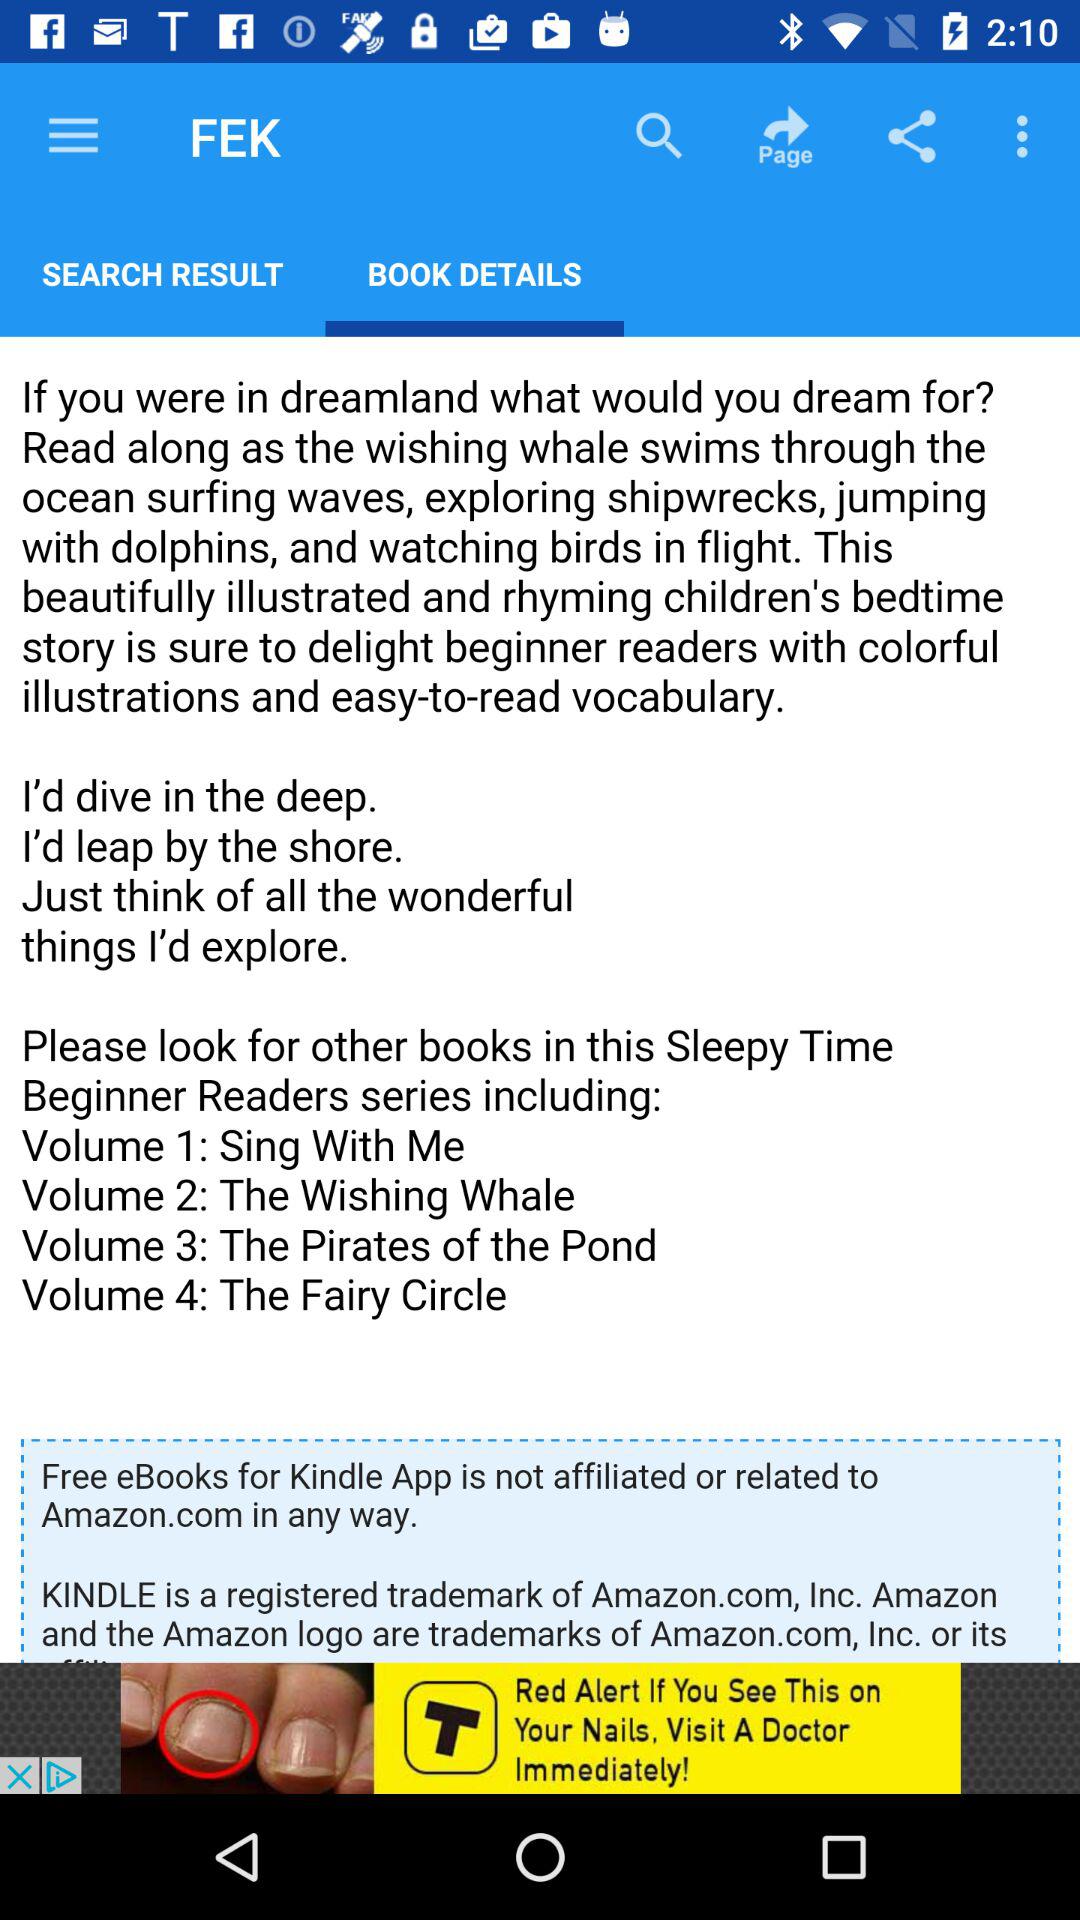 FAKE
2:10
FEK
Page
SEARCH RESULT BOOK DETAILS
If you were in dreamland what would you dream for?
Read along as the wishing whale swims through the
ocean surfing waves, exploring shipwrecks, jumping
with dolphins, and watching birds in flight. This
beautifully illustrated and rhyming children's bedtime
story is sure to delight beginner readers with colorful
illustrations and easy-to-read vocabulary.
I’d dive in the deep.
I’d leap by the shore.
Just think of all the wonderful
things I’d explore.
Please look for other books in this Sleepy Time
Beginner Readers series including:
Volume 1: Sing With Me
Volume 2: The Wishing Whale
Volume 3: The Pirates of the Pond
Volume 4: The Fairy Circle
Free eBooks for Kindle App is not affiliated or related to
Amazon.com in any way.
KINDLE is a registered trademark of Amazon.com, Inc. Amazon
and the Amazon logo are trademarks of Amazon.com, Inc. or its
Red Alert If You See This on
Your Nails, Visit A Doctor
Immediately!